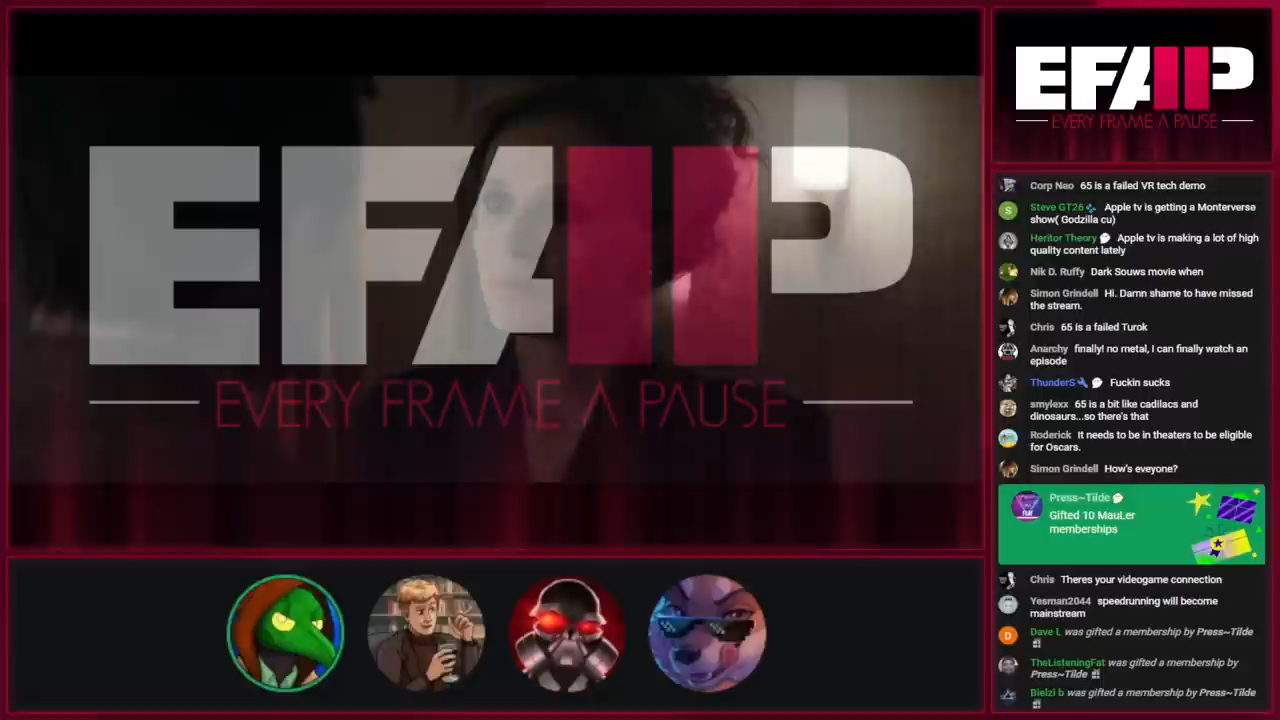 EFAP
EVERY FRAME A PAUSE
EFAP
EVERY FRAME A PAUSE
Corp Neo 65 is a failed VR tech demo
Steve GT26 Apple tv is getting a Monterverse
show( Godzilla cu)
Heritor Theory Apple tv is making a lot of high
quality content lately
Nik D. Ruffy Dark Souws movie when
Simon Grindell Hi. Damn shame to have missed
the stream.
Chris 65 is a failed Turok
Anarchy finally! no metal, I can finally watch an
episode
ThunderS Fuckin sucks
smylexx 65 is a bit like cadilacs and
dinosaurs...so there's that
Roderick It needs to be in theaters to be eligible
for Oscars.
Simon Grindell How's eveyone?
Press~Tilde
Gifted 10 MauLer
memberships
Chris Theres your videogame connection
Yesman2044 speedrunning will become
mainstream
D Dave L was gifted a membership by Press~Tilde
TheListeningFat was gifted a membership by
Press~Tilde
Bielzi b was gifted a membership by Press~Tilde